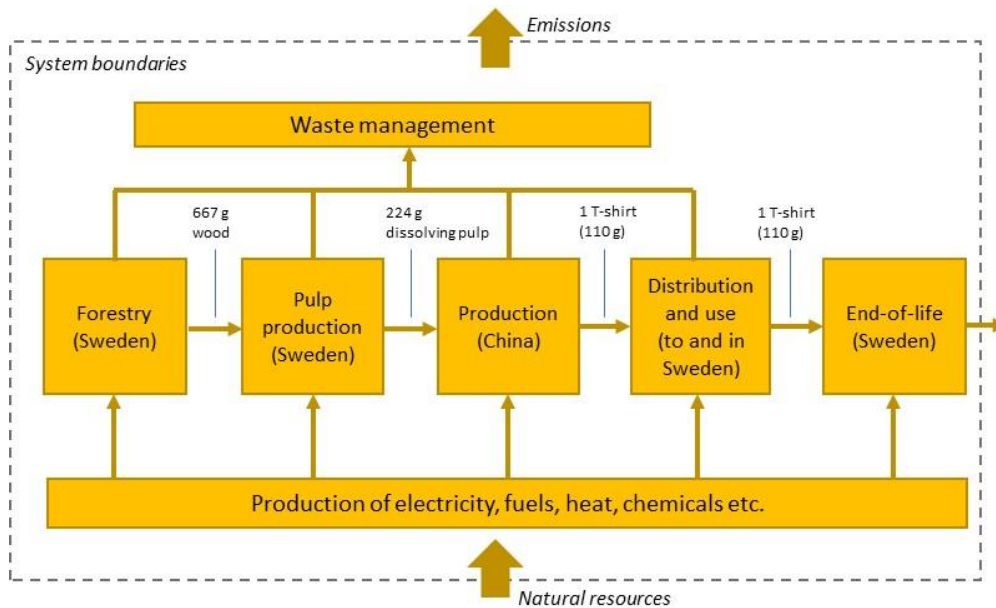 Emissions
System boundaries
Waste management
667 g
wood
224 g
dissolving pulp
1 T-shirt
(110 g)
1 T-shirt
(110 g)
Forestry
(Sweden)
Pulp
production
(Sweden)
Production
(China)
Distribution
and use
(to and in
Sweden)
End-of-life
(Sweden)
Production of electricity, fuels, heat, chemicals etc.
Natural resources